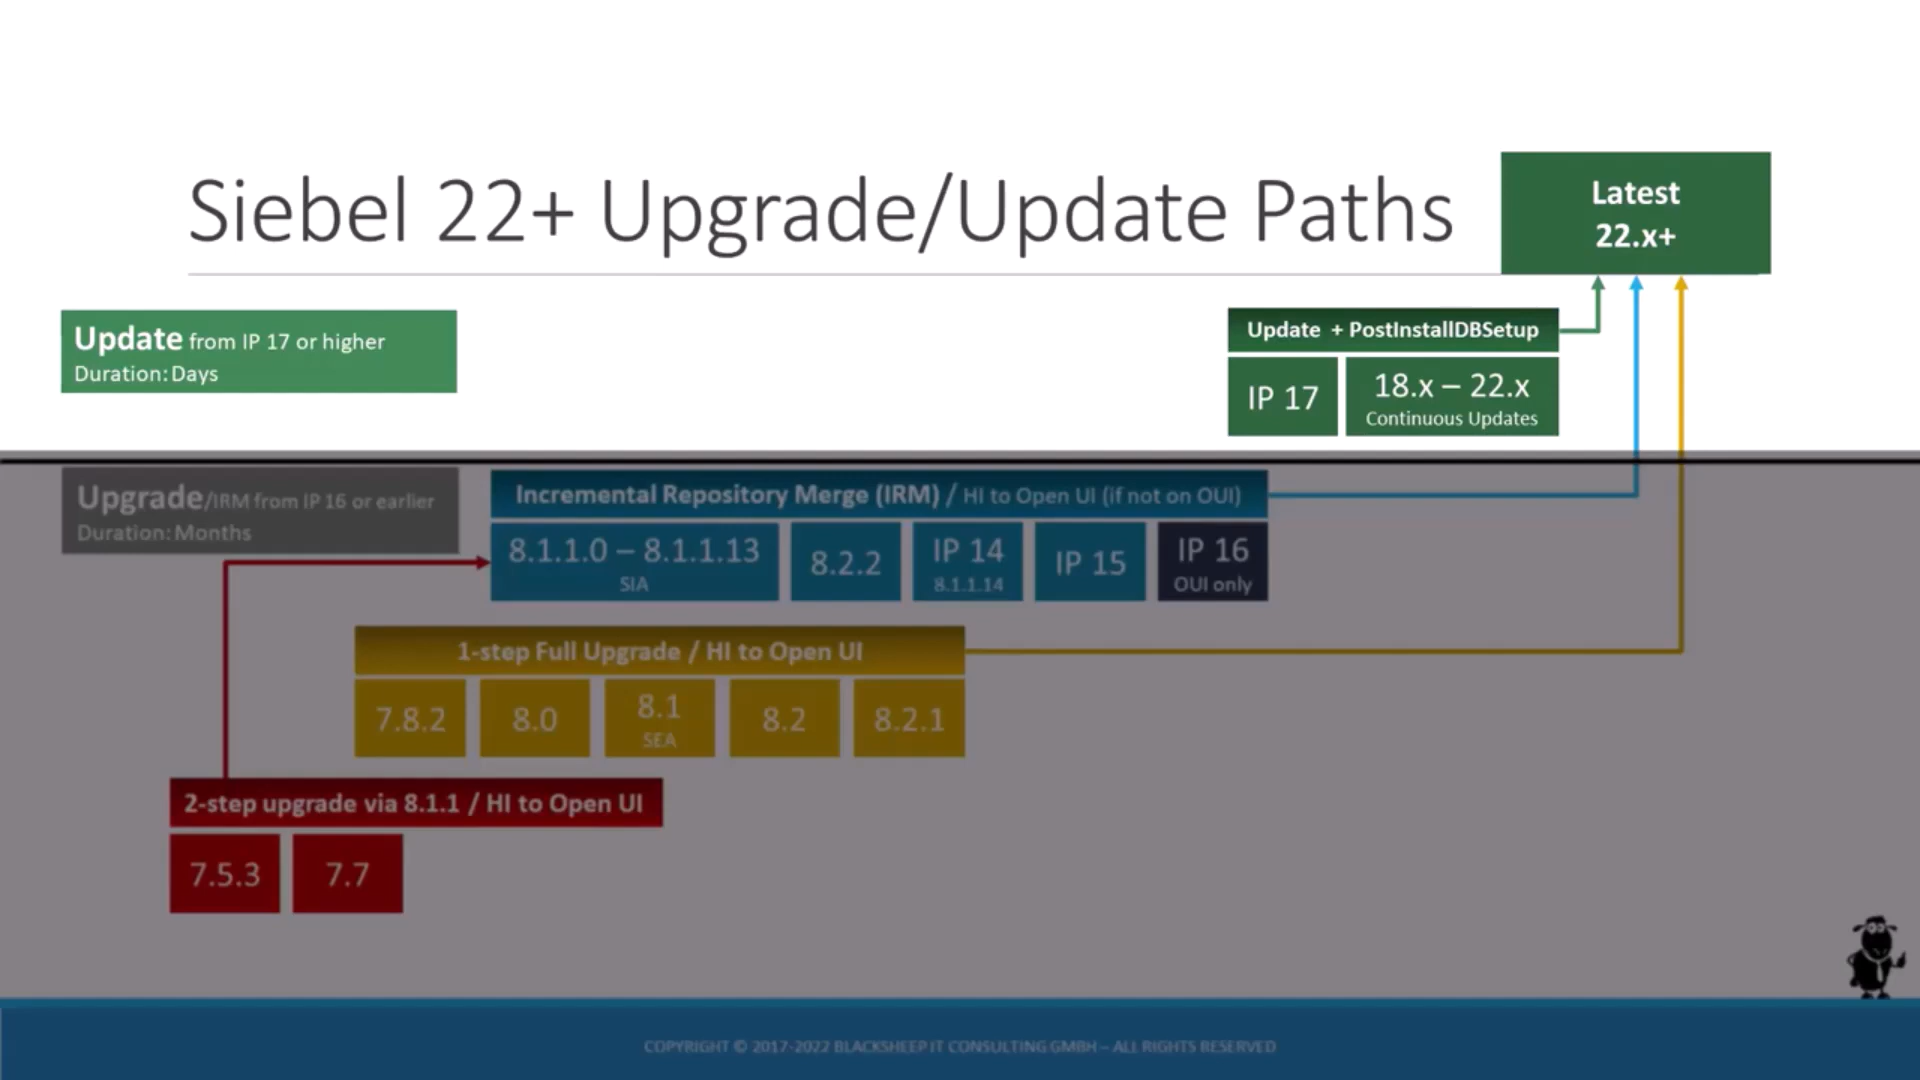 Siebel 22+ Upgrade/Update Paths
Latest
22.x+
Update from IP 17 or higher
Duration: Days
Update + PostInstallDBSetup
IP 17
18.x – 22.x
Continuous Updates
Upgrade/IRM from IP 16 or earlier
Duration: Months
Incremental Repository Merge (IRM) / HI to Open UI (if not on OUI)
8.1.1.0 – 8.1.1.13
SIA
8.2.2
IP 14
8.1.1.14
IP 15
IP 16
OUI only
1-step Full Upgrade / HI to Open UI
7.8.2
8.0
8.1
SEA
8.2
8.2.1
2-step upgrade via 8.1.1 / HI to Open UI
7.5.3
7.7
COPYRIGHT © 2017-2022 BLACKSHEEP IT CONSULTING GMBH – ALL RIGHTS RESERVED